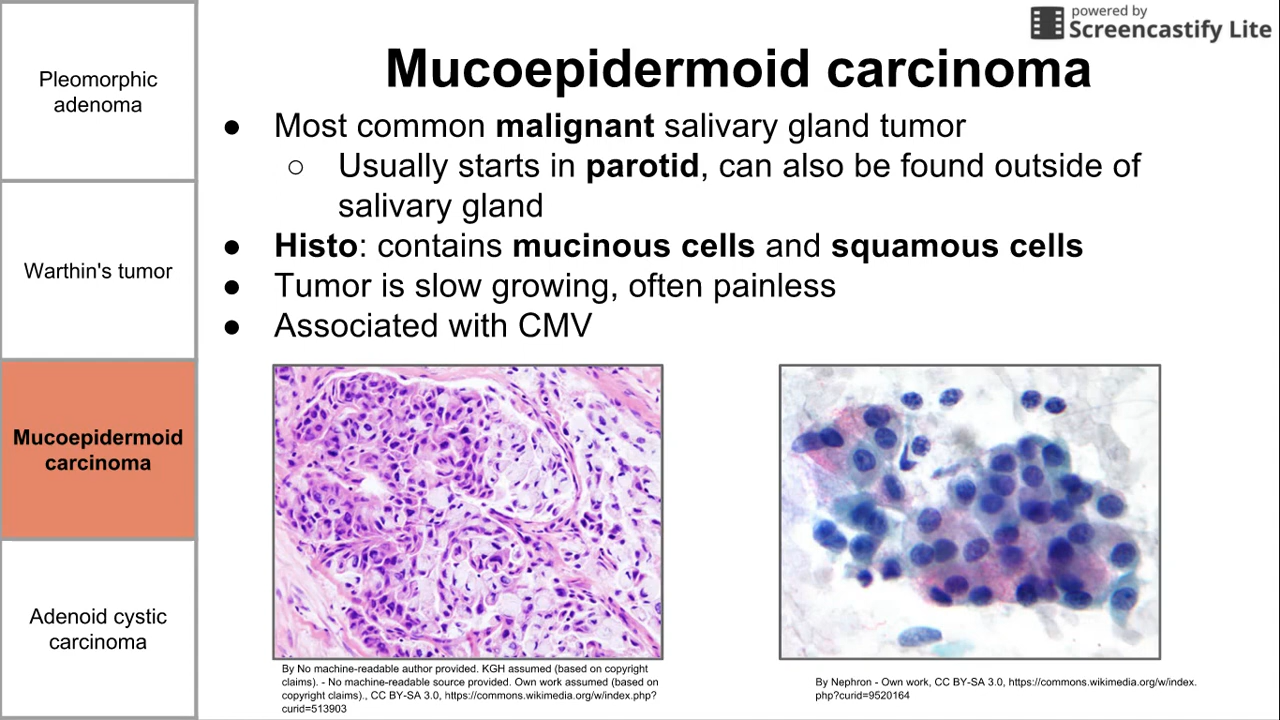 powered by
Screencastify Lite
Pleomorphic
adenoma
Warthin's tumor
Mucoepidermoid
carcinoma
Adenoid cystic
carcinoma
Mucoepidermoid carcinoma
● Most common malignant salivary gland tumor
○ Usually starts in parotid, can also be found outside of
salivary gland
● Histo: contains mucinous cells and squamous cells
● Tumor is slow growing, often painless
● Associated with CMV
By No machine-readable author provided. KGH assumed (based on copyright
claims). - No machine-readable source provided. Own work assumed (based on
copyright claims)., CC BY-SA 3.0, https://commons.wikimedia.org/w/index.php?
curid=513903
By Nephron - Own work, CC BY-SA 3.0, https://commons.wikimedia.org/w/index.
php?curid=9520164